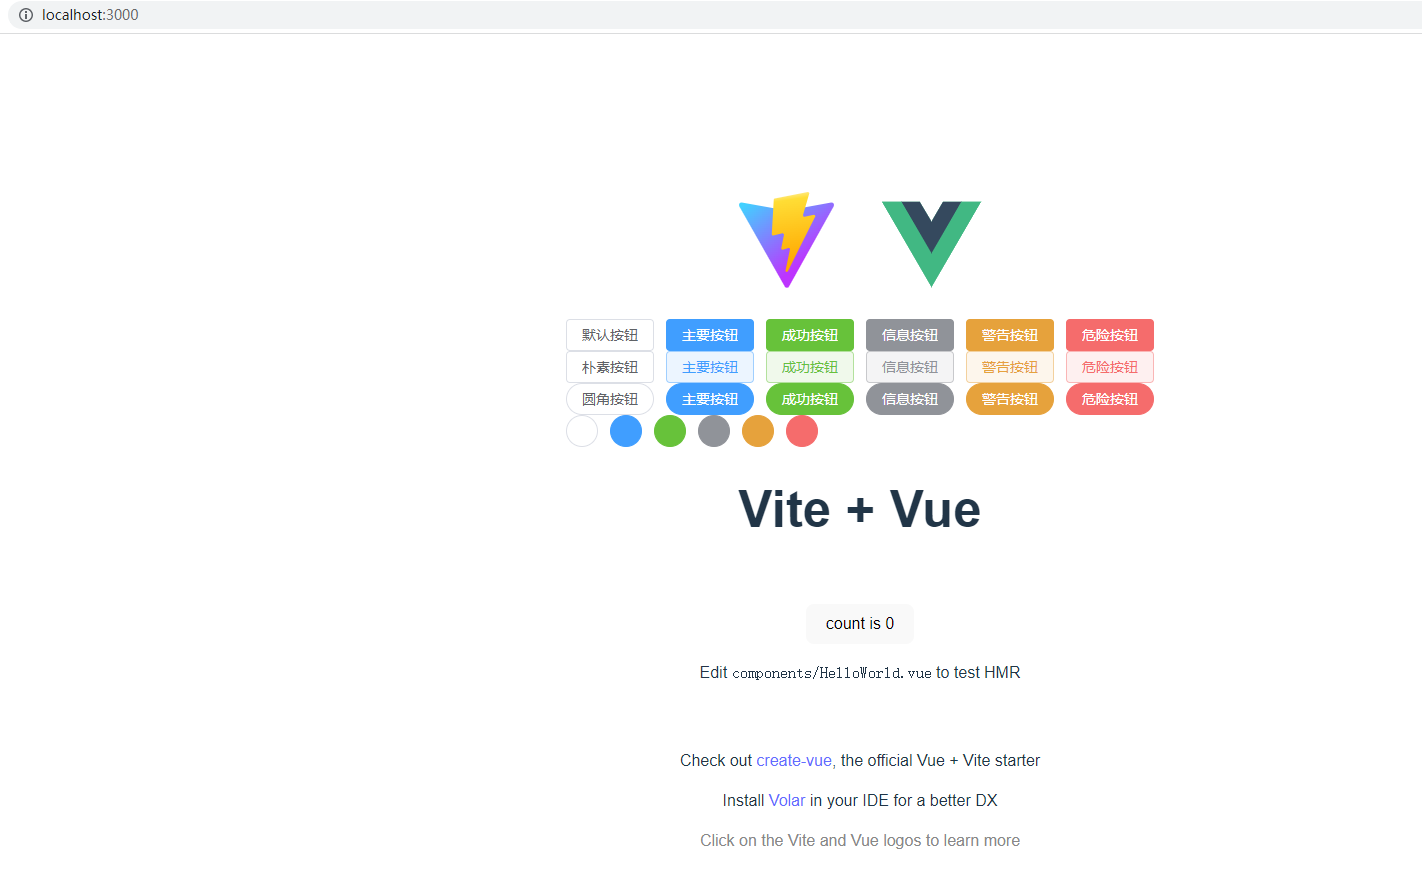 localhost:3000
默认按钮 主要按钮 成功按钮 信息按钮 警告按钮 危险按钮
朴素按钮 主要按钮 成功按钮 信息按钮 警告按钮 危险按钮
圆角按钮 主要按钮 成功按钮 信息按钮 警告按钮 危险按钮
Vite + Vue
count is 0
Edit components/HelloWorld.vue to test HMR
Check out create-vue, the official Vue + Vite starter
Install Volar in your IDE for a better DX
Click on the Vite and Vue logos to learn more